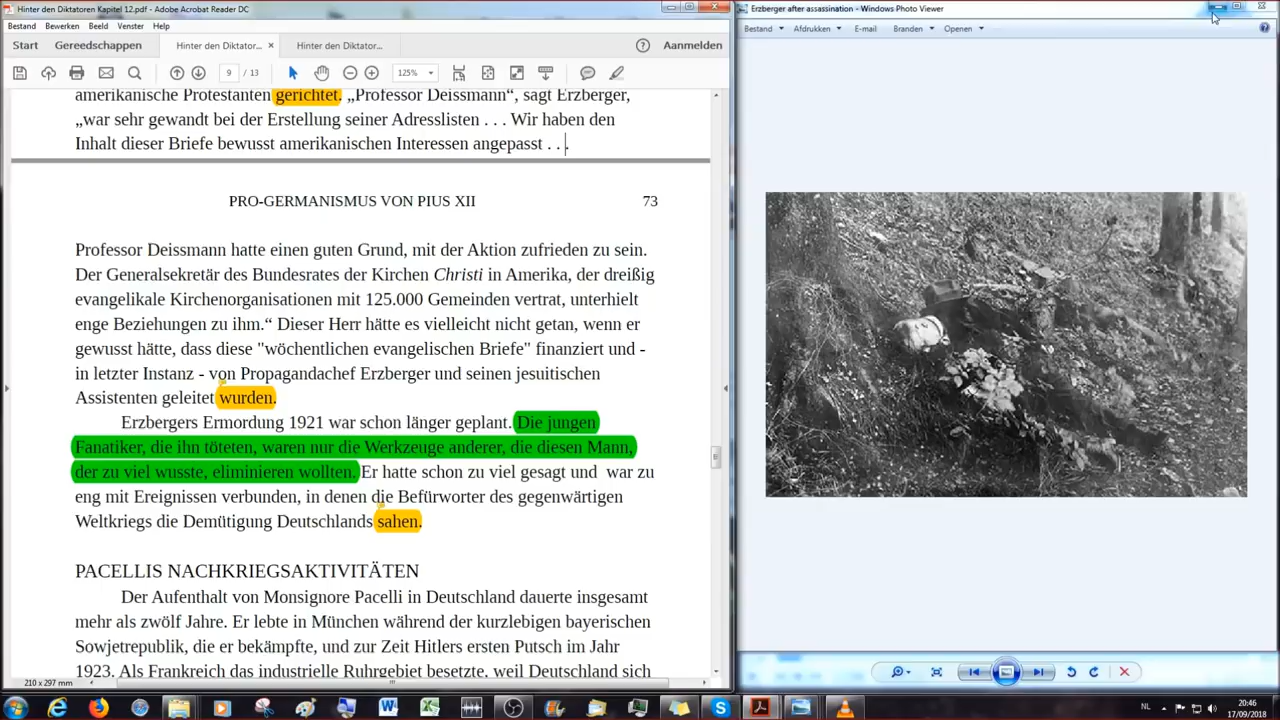 Hinter den Diktatoren Kapitel 12.pdf - Adobe Acrobat Reader DC
Bestand Bewerken Beeld Venster Help
Start Gereedschappen Hinter den Diktator... × Hinter den Diktator... Aanmelden
9 / 13 125%
amerikanische Protestanten gerichtet. „Professor Deissmann“, sagt Erzberger,
„war sehr gewandt bei der Erstellung seiner Adresslisten . . . Wir haben den
Inhalt dieser Briefe bewusst amerikanischen Interessen angepasst . . .
PRO-GERMANISMUS VON PIUS XII 73
Professor Deissmann hatte einen guten Grund, mit der Aktion zufrieden zu sein.
Der Generalsekretär des Bundesrates der Kirchen Christi in Amerika, der dreißig
evangelikale Kirchenorganisationen mit 125.000 Gemeinden vertrat, unterhielt
enge Beziehungen zu ihm.“ Dieser Herr hätte es vielleicht nicht getan, wenn er
gewusst hätte, dass diese "wöchentlichen evangelischen Briefe" finanziert und -
in letzter Instanz - von Propagandachef Erzberger und seinen jesuitischen
Assistenten geleitet wurden.
Erzbergers Ermordung 1921 war schon länger geplant. Die jungen
Fanatiker, die ihn töteten, waren nur die Werkzeuge anderer, die diesen Mann,
der zu viel wusste, eliminieren wollten. Er hatte schon zu viel gesagt und war zu
eng mit Ereignissen verbunden, in denen die Befürworter des gegenwärtigen
Weltkriegs die Demütigung Deutschlands sahen.
PACELLIS NACHKRIEGSAKTIVITÄTEN
Der Aufenthalt von Monsignore Pacelli in Deutschland dauerte insgesamt
mehr als zwölf Jahre. Er lebte in München während der kurzlebigen bayerischen
Sowjetrepublik, die er bekämpfte, und zur Zeit Hitlers ersten Putsch im Jahr
1923. Als Frankreich das industrielle Ruhrgebiet besetzte, weil Deutschland sich
210 x 297 mm
Erzberger after assassination - Windows Photo Viewer
Bestand Afdrukken E-mail Branden Openen
NL 20:46
17/09/2018